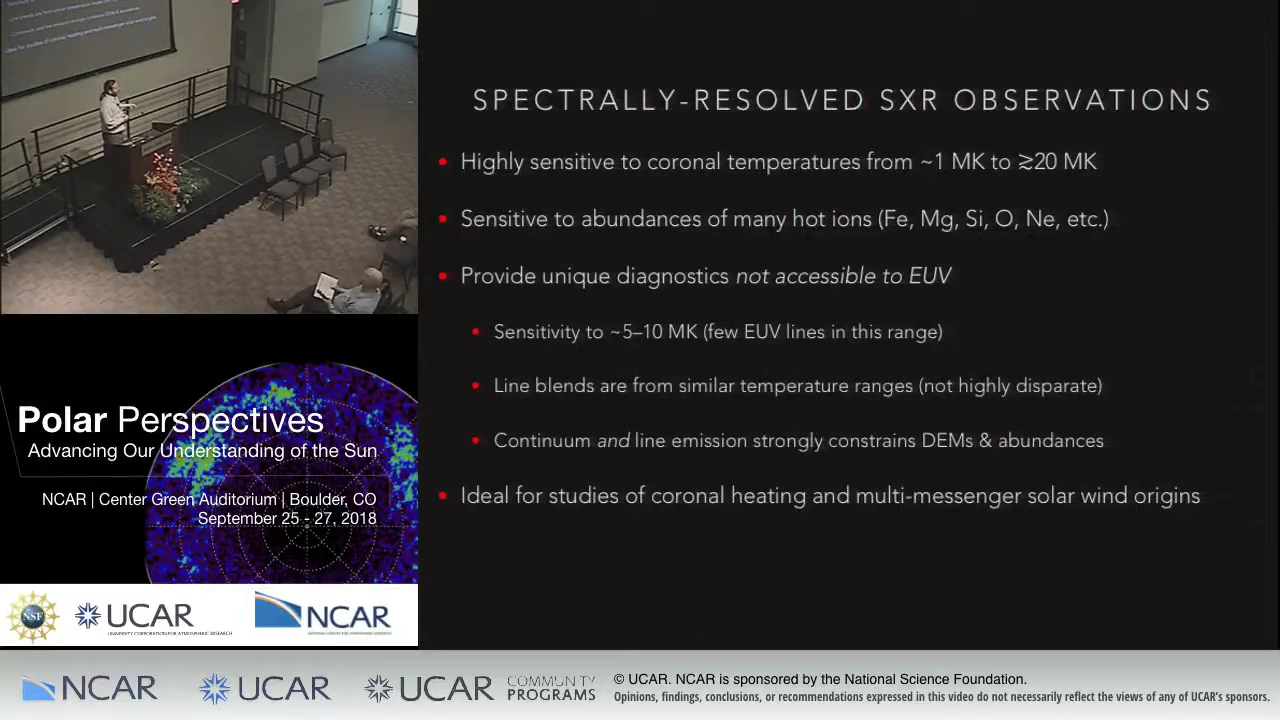 SPECTRALLY-RESOLVED SXR OBSERVATIONS
• Highly sensitive to coronal temperatures from ~1 MK to ≳20 MK
• Sensitive to abundances of many hot ions (Fe, Mg, Si, O, Ne, etc.)
• Provide unique diagnostics not accessible to EUV
• Sensitivity to ~5–10 MK (few EUV lines in this range)
• Line blends are from similar temperature ranges (not highly disparate)
• Continuum and line emission strongly constrains DEMs & abundances
• Ideal for studies of coronal heating and multi-messenger solar wind origins
Polar Perspectives
Advancing Our Understanding of the Sun
NCAR | Center Green Auditorium | Boulder, CO
September 25 - 27, 2018
NSF
UCAR
UNIVERSITY CORPORATION FOR ATMOSPHERIC RESEARCH
NCAR
NCAR
UCAR
UCAR
COMMUNITY
PROGRAMS
© UCAR. NCAR is sponsored by the National Science Foundation.
Opinions, findings, conclusions, or recommendations expressed in this video do not necessarily reflect the views of any of UCAR's sponsors.